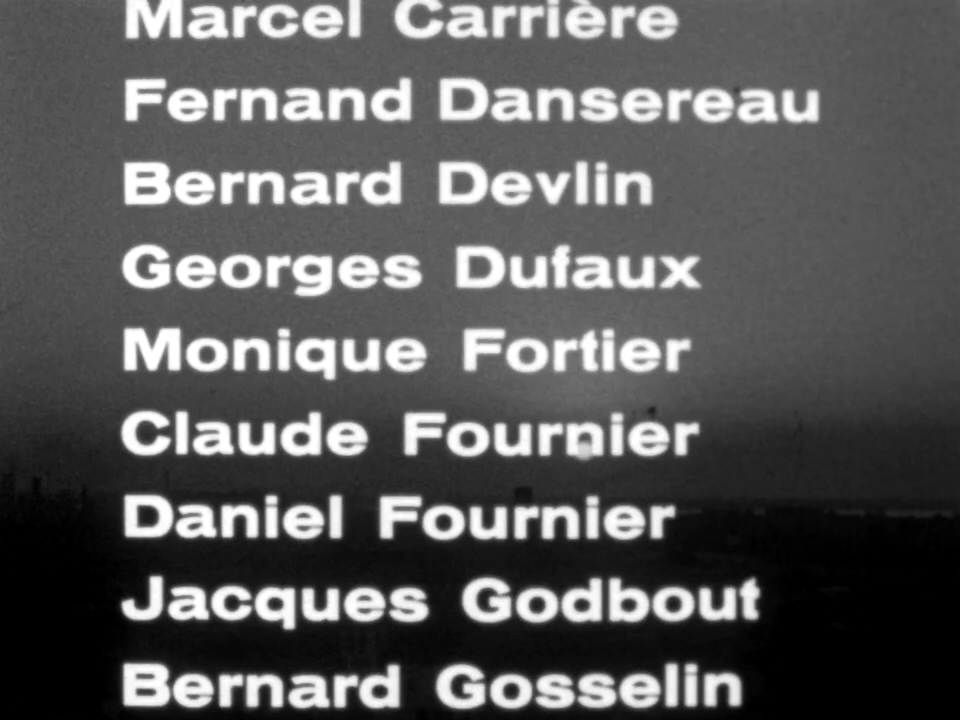 Marcel Carrière
Fernand Dansereau
Bernard Devlin
Georges Dufaux
Monique Fortier
Claude Fournier
Daniel Fournier
Jacques Godbout
Bernard Gosselin